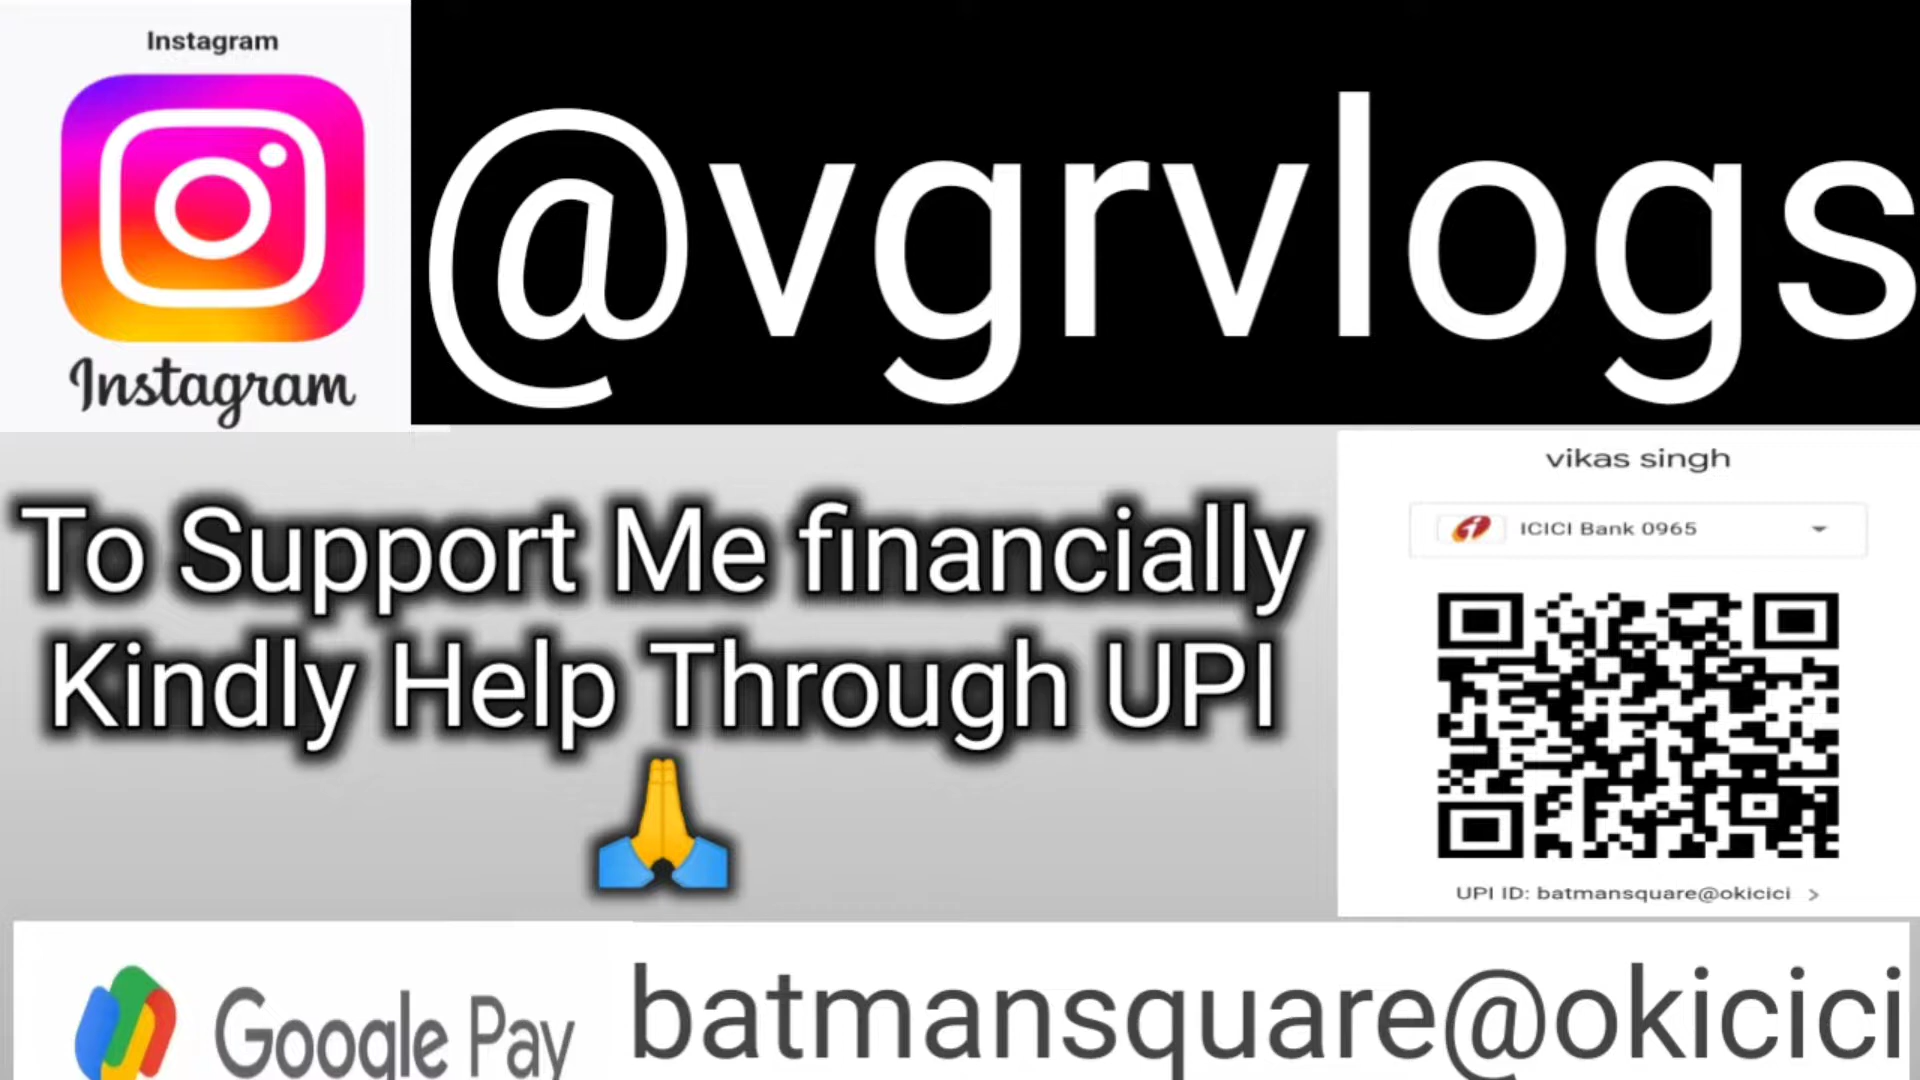 Instagram
Instagram
@vgrvlogs
To Support Me financially
Kindly Help Through UPI
vikas singh
ICICI Bank 0965
UPI ID: batmansquare@okicici
Google Pay
batmansquare@okicici